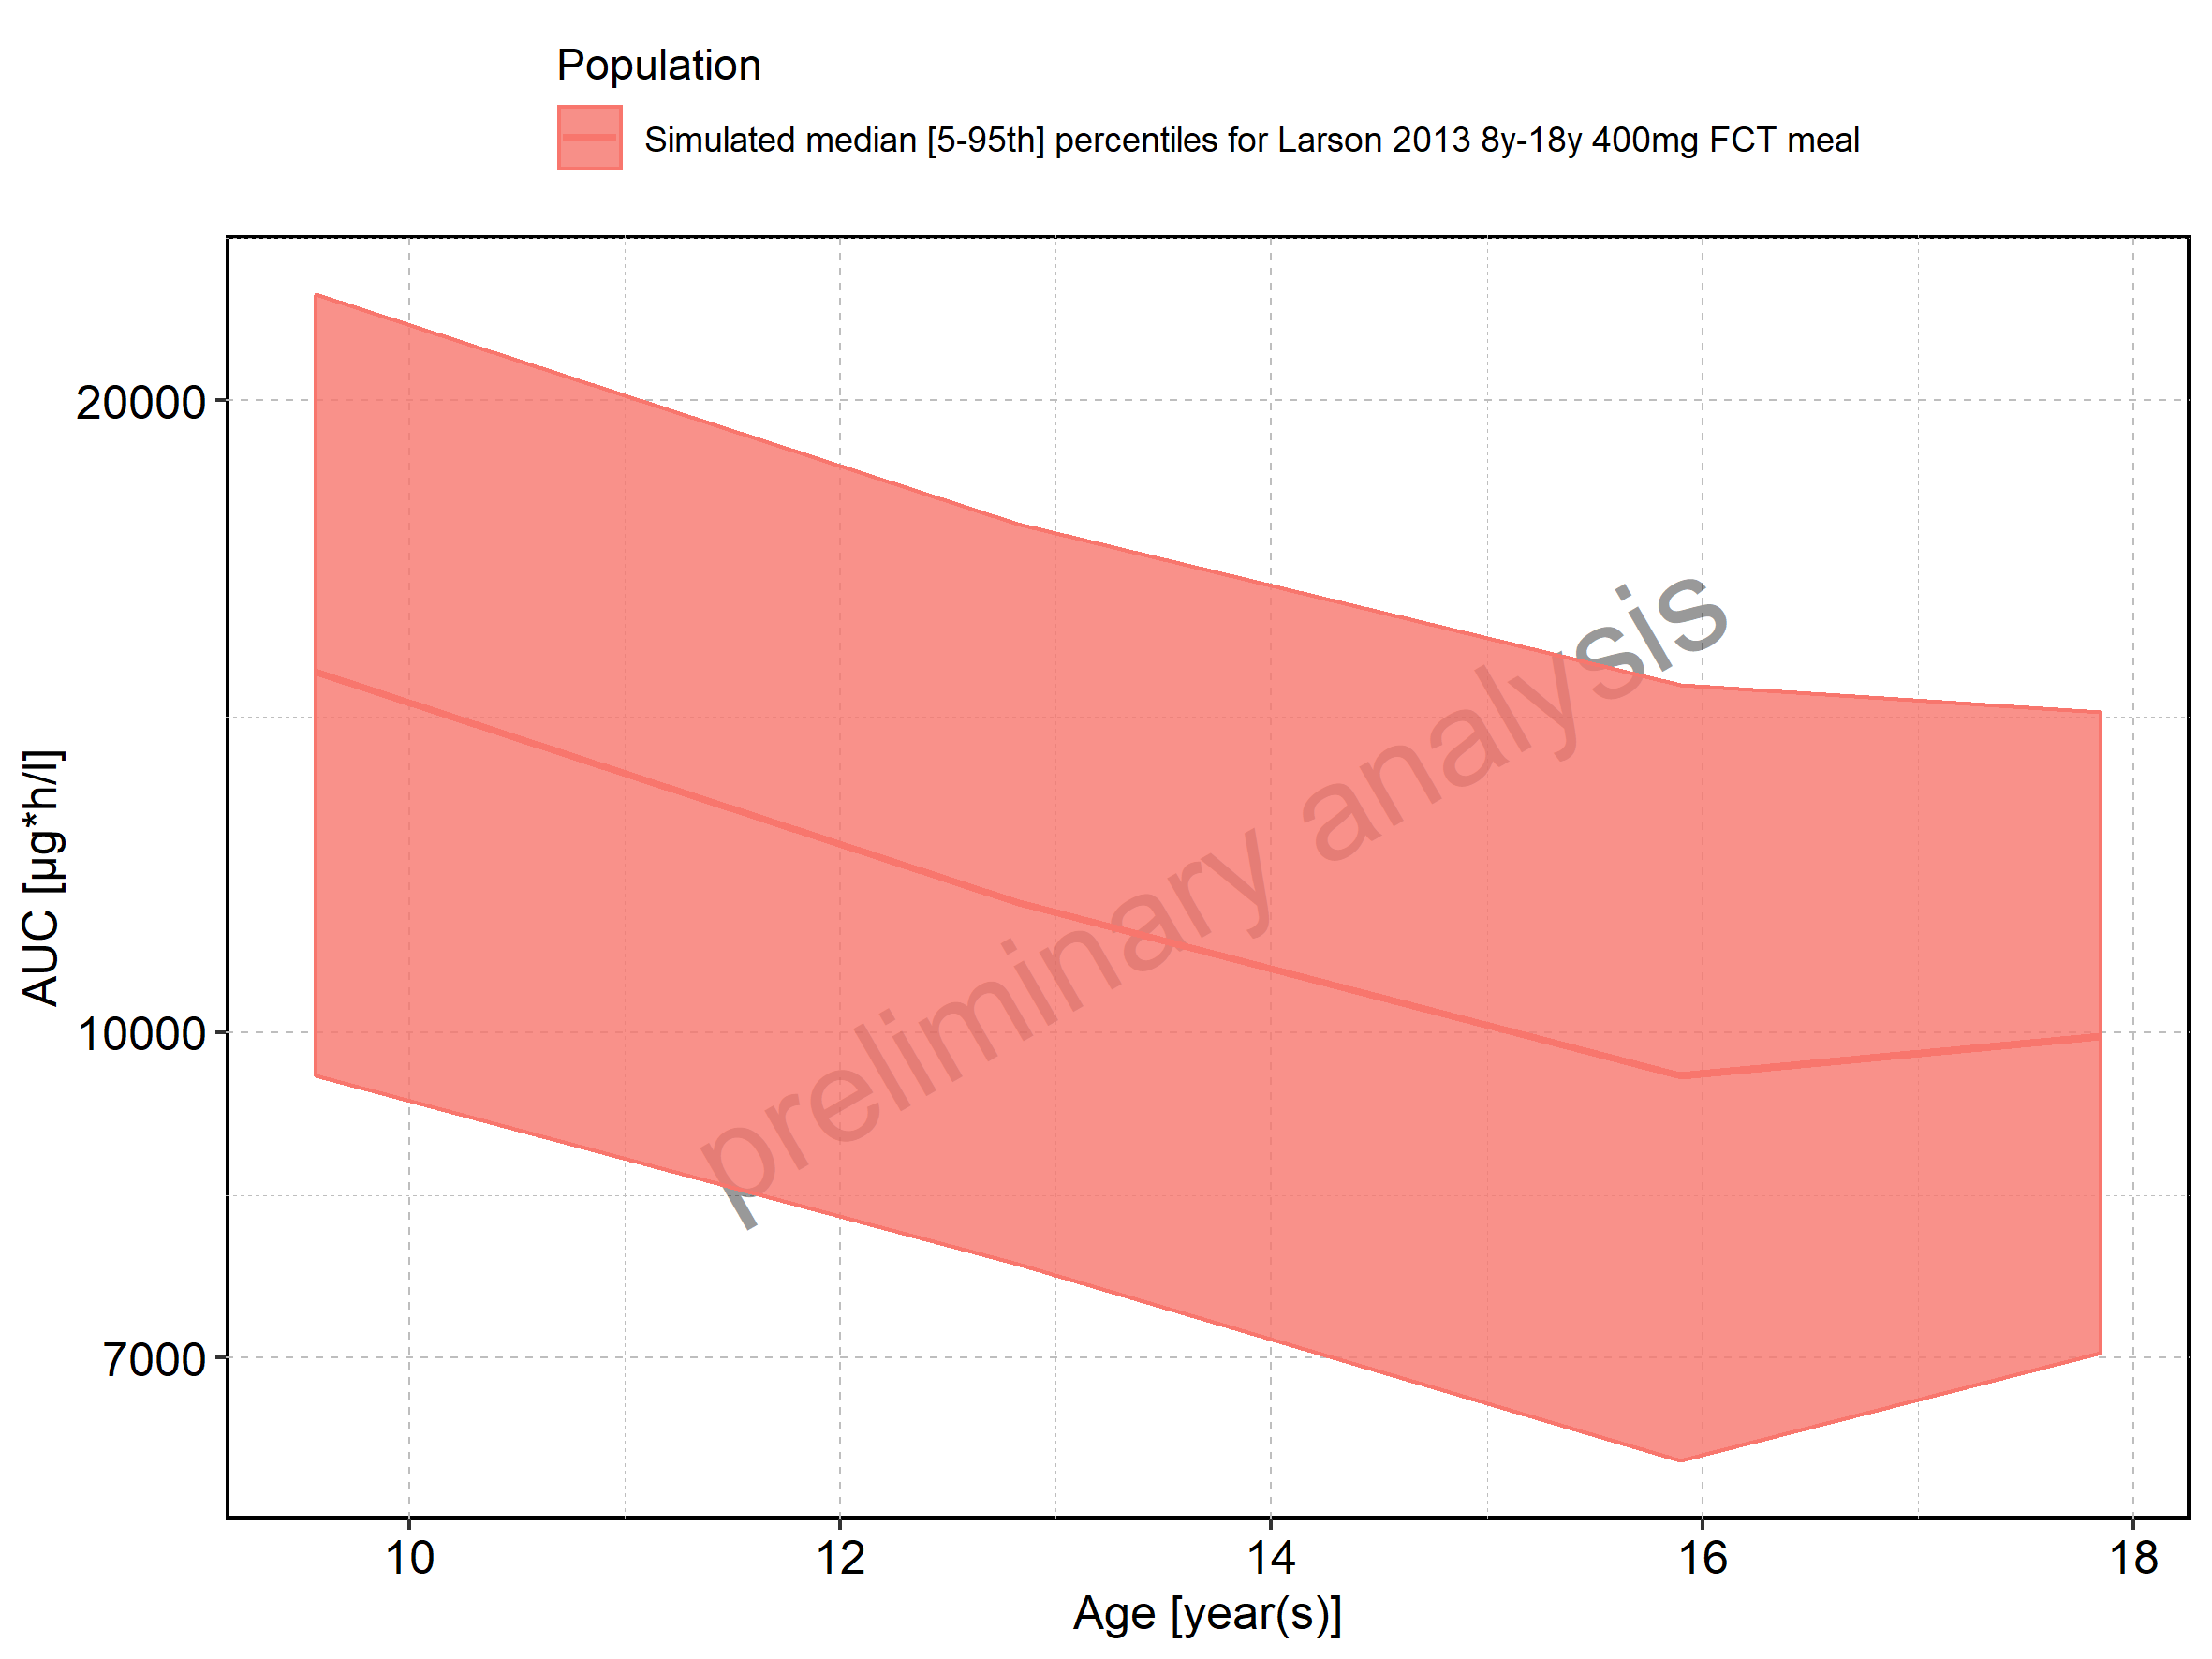 Population
Simulated median [5-95th] percentiles for Larson 2013 8y-18y 400mg FCT meal
20000
10000
7000
AUC [µg*h/l]
preliminary analysis
10 12 14 16 18
Age [year(s)]